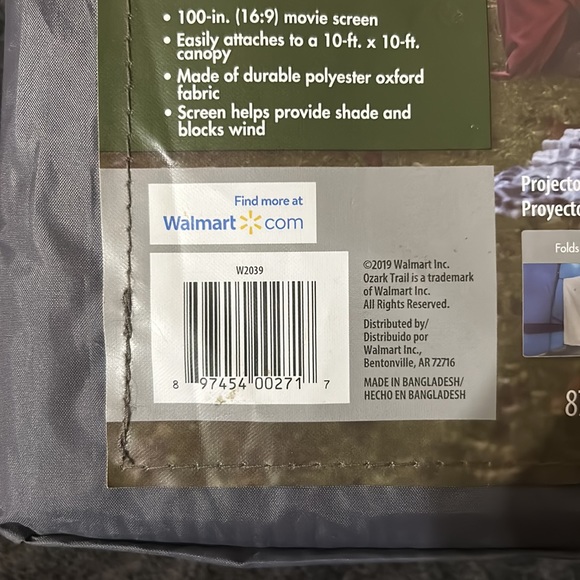 • 100-in. (16:9) movie screen
• Easily attaches to a 10-ft. x 10-ft.
canopy
• Made of durable polyester oxford
fabric
• Screen helps provide shade and
blocks wind
Find more at
Walmart com
W2039
8 97454 00271 7
©2019 Walmart Inc.
Ozark Trail is a trademark
of Walmart Inc.
All Rights Reserved.
Distributed by/
Distribuido por
Walmart Inc.,
Bentonville, AR 72716
MADE IN BANGLADESH/
HECHO EN BANGLADESH
Projecto
Proyecto
Folds
87